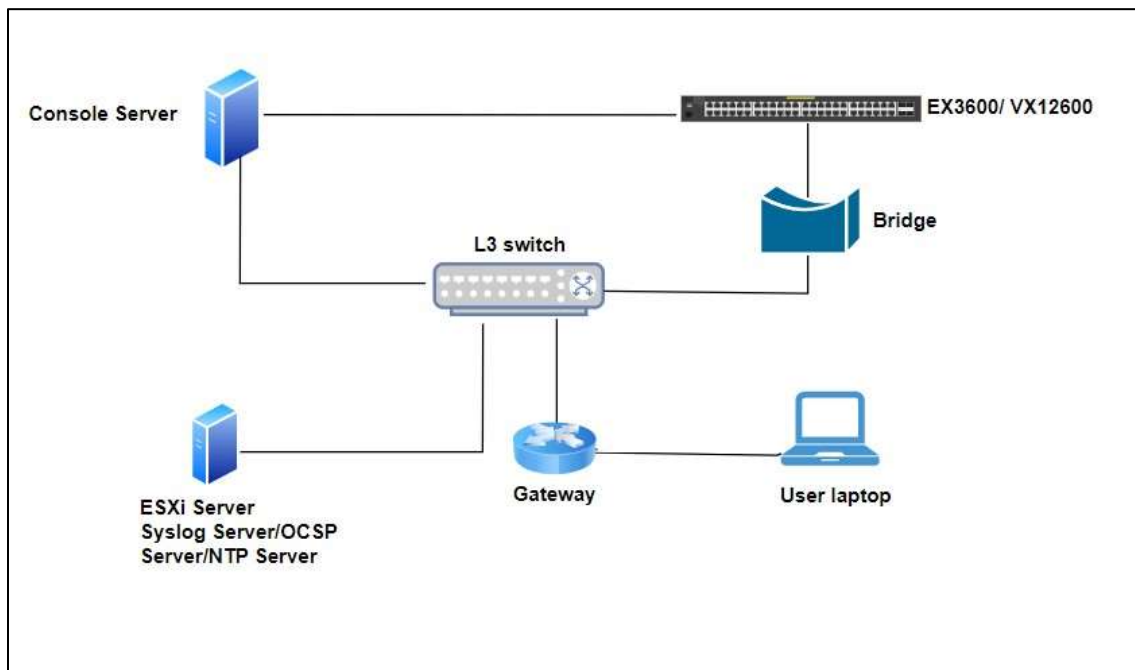 Console Server
EX3600/ VX12600
Bridge
L3 switch
ESXi Server
Syslog Server/OCSP
Server/NTP Server
Gateway
User laptop